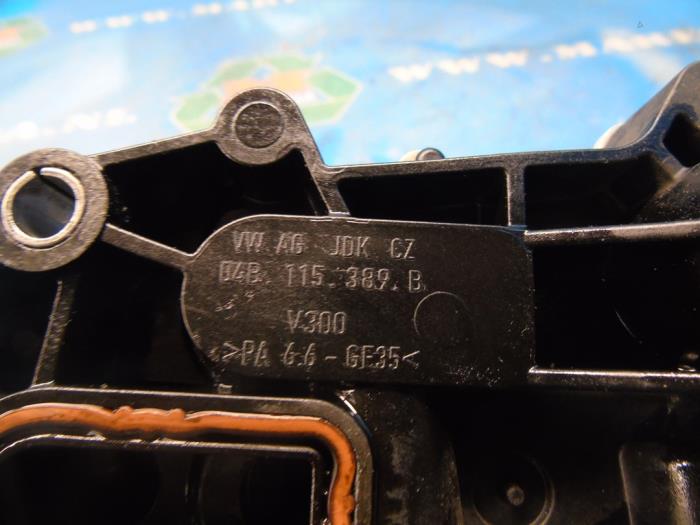 VW AG JDK CZ
04B. 115. 389. B
V300
>PA 6.6 - GF35<